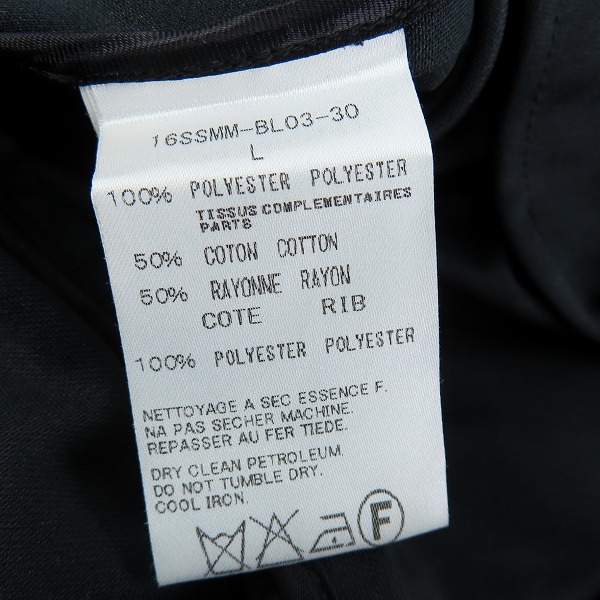 16SSMM-BL03-30
L
100% POLYESTER POLYESTER
TISSUS COMPLEMENTAIRES
PARTS
50% COTON COTTON
50% RAYONNE RAYON
COTE RIB
100% POLYESTER POLYESTER
NETTOYAGE A SEC ESSENCE F.
NA PAS SECHER MACHINE.
REPASSER AU FER TIEDE.
DRY CLEAN PETROLEUM.
DO NOT TUMBLE DRY.
COOL IRON.
F